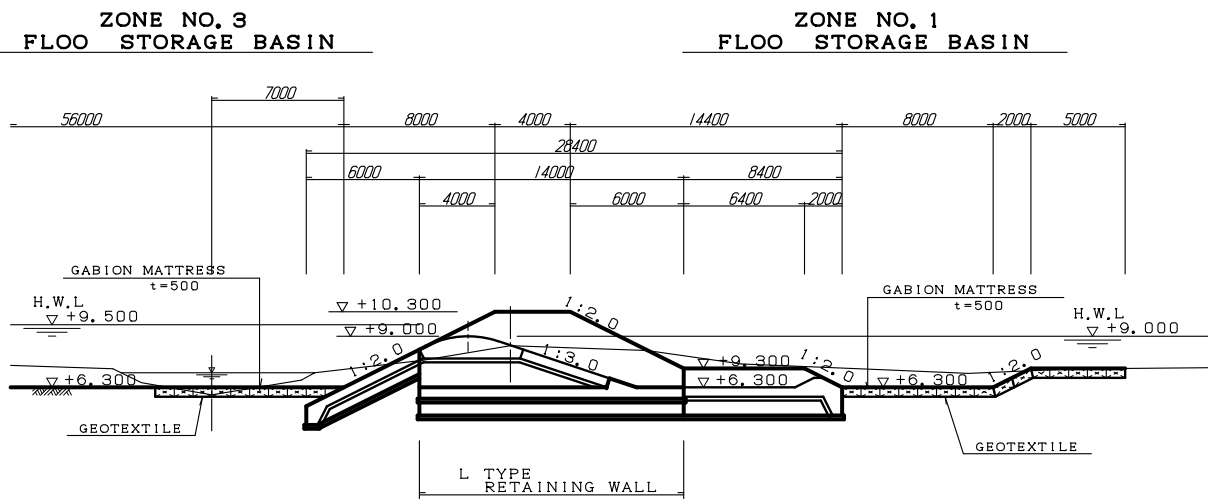 ZONE NO. 3
FLOO STORAGE BASIN
ZONE NO. 1
FLOO STORAGE BASIN
7000
56000
8000
4000
14400
8000
2000
5000
28400
6000
14000
8400
4000
6000
6400
2000
GABION MATTRESS
t=500
H.W.L
+9.500
+10.300
+9.000
1:2.0
1:2.0
1:3.0
+9.300
1:2.0
GABION MATTRESS
t=500
H.W.L
+9.000
1:2.0
+6.300
+6.300
+6.300
GEOTEXTILE
GEOTEXTILE
L TYPE
RETAINING WALL